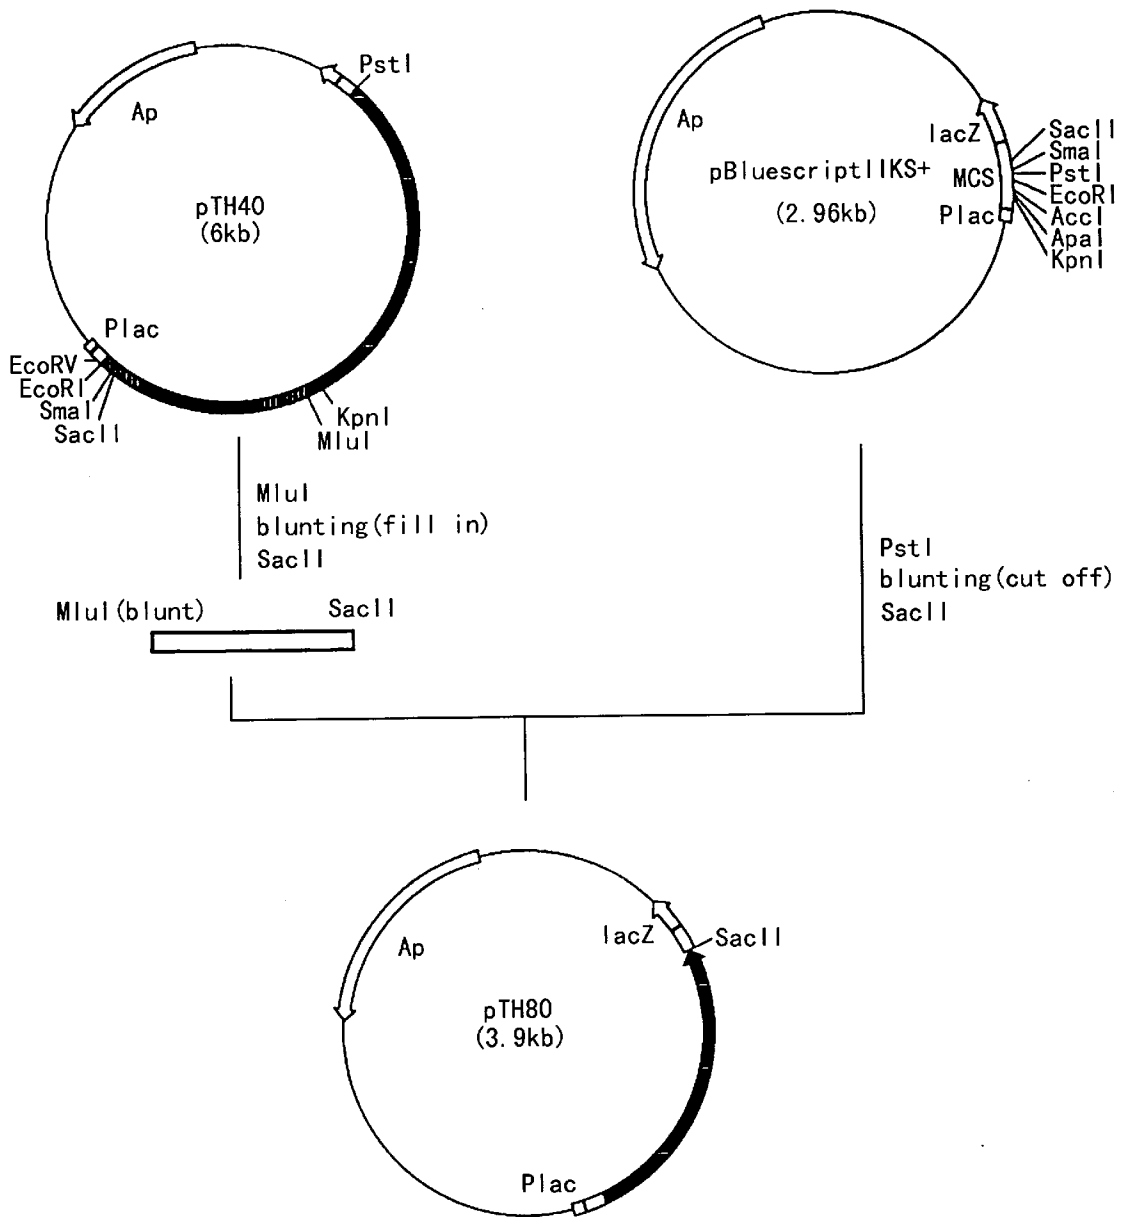 PstI
Ap
pTH40
(6kb)
Plac
EcoRV
EcoRI
SmaI
SacII
KpnI
MluI
Ap
pBluescriptIIKS+
(2.96kb)
lacZ
MCS
Plac
SacII
SmaI
PstI
EcoRI
AccI
ApaI
KpnI
MluI
blunting(fill in)
SacII
MluI(blunt)
SacII
PstI
blunting(cut off)
SacII
Ap
lacZ
SacII
pTH80
(3.9kb)
Plac